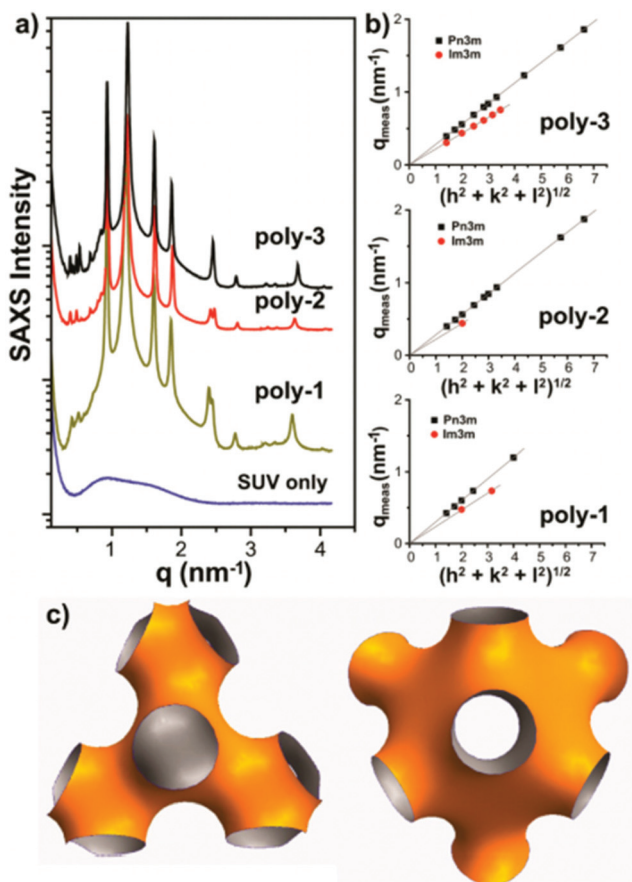 a)
SAXS Intensity
poly-3
poly-2
poly-1
SUV only
1 2 3 4
q (nm⁻¹)
b)
q_meas (nm⁻¹)
2
1
0
Pn3m
Im3m
poly-3
0 1 2 3 4 5 6 7
(h² + k² + l²)^1/2
q_meas (nm⁻¹)
2
1
0
Pn3m
Im3m
poly-2
0 1 2 3 4 5 6 7
(h² + k² + l²)^1/2
q_meas (nm⁻¹)
2
1
0
Pn3m
Im3m
poly-1
0 1 2 3 4 5 6 7
(h² + k² + l²)^1/2
c)